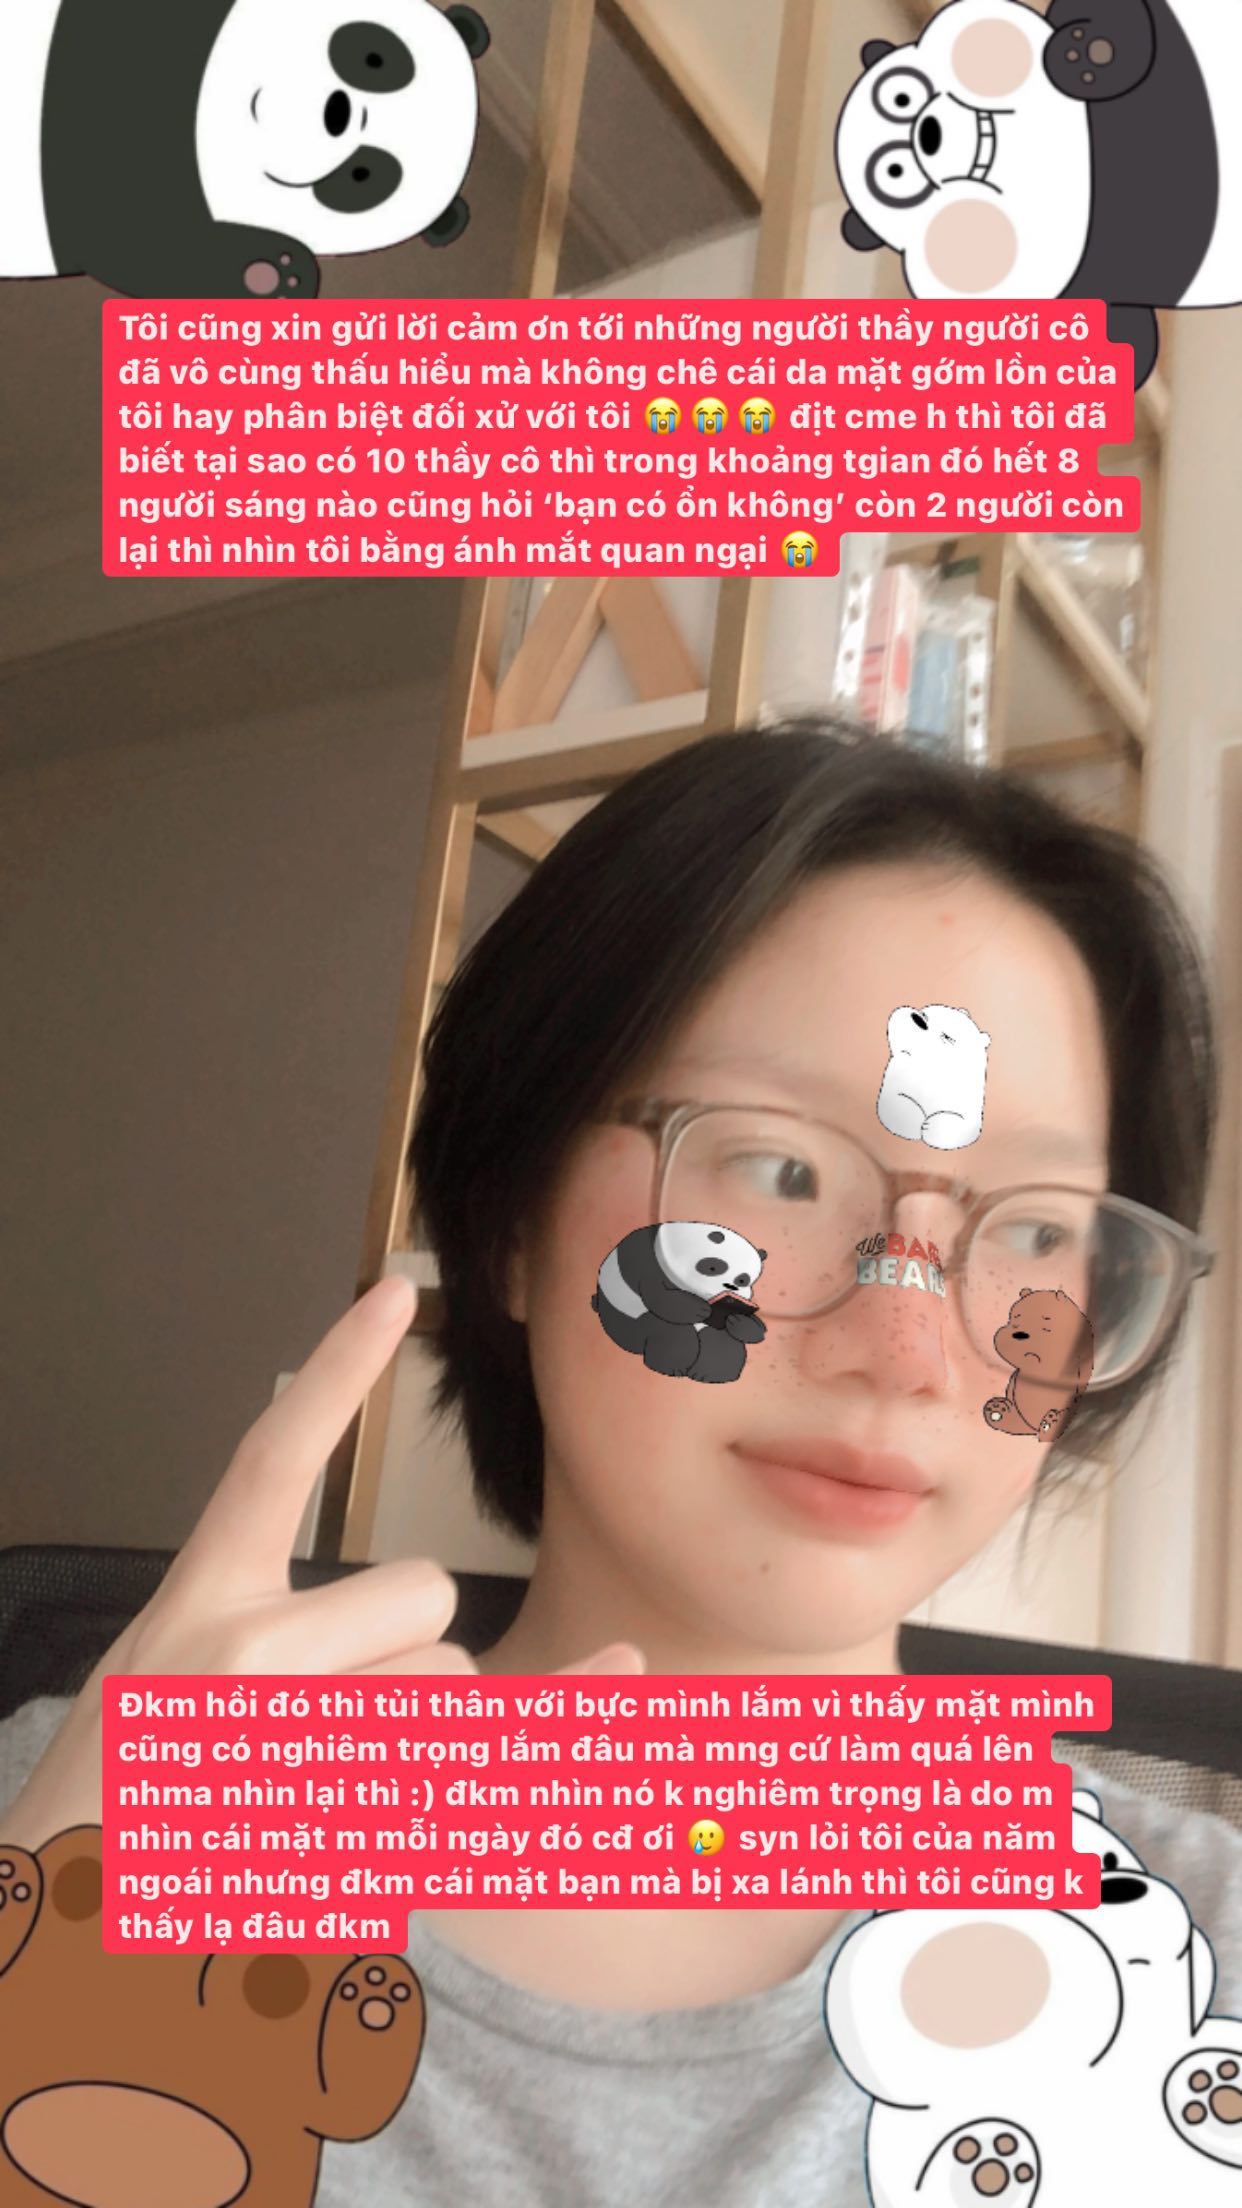 Tôi cũng xin gửi lời cảm ơn tới những người thầy người cô
đã vô cùng thấu hiểu mà không chê cái da mặt gớm lồn của
tôi hay phân biệt đối xử với tôi 😭😭😭 địt cme h thì tôi đã
biết tại sao có 10 thầy cô thì trong khoảng tgian đó hết 8
người sáng nào cũng hỏi ‘bạn có ổn không’ còn 2 người còn
lại thì nhìn tôi bằng ánh mắt quan ngại 😭
We BARE
BEARS
Đkm hồi đó thì tủi thân với bực mình lắm vì thấy mặt mình
cũng có nghiêm trọng lắm đâu mà mng cứ làm quá lên
nhma nhìn lại thì :) đkm nhìn nó k nghiêm trọng là do m
nhìn cái mặt m mỗi ngày đó cđ ơi 🥲 syn lỏi tôi của năm
ngoái nhưng đkm cái mặt bạn mà bị xa lánh thì tôi cũng k
thấy lạ đâu đkm